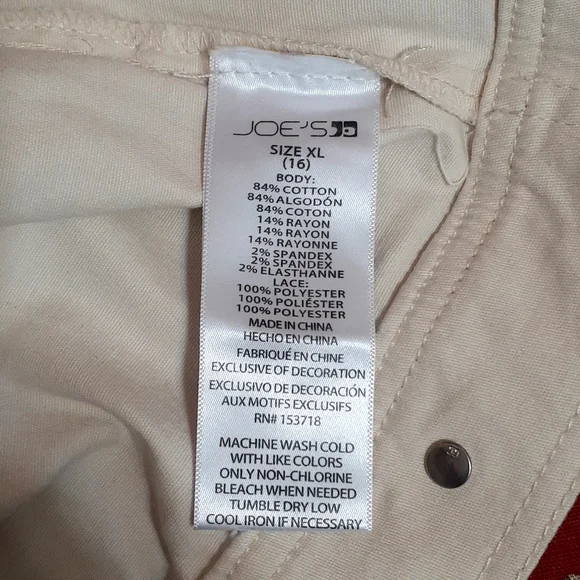 JOE'S
SIZE XL
(16)
BODY:
84% COTTON
84% ALGODÓN
84% COTON
14% RAYON
14% RAYON
14% RAYONNE
2% SPANDEX
2% SPANDEX
2% ELASTHANNE
LACE:
100% POLYESTER
100% POLIÉSTER
100% POLYESTER
MADE IN CHINA
HECHO EN CHINA
FABRIQUÉ EN CHINE
EXCLUSIVE OF DECORATION
EXCLUSIVO DE DECORACIÓN
AUX MOTIFS EXCLUSIFS
RN# 153718
MACHINE WASH COLD
WITH LIKE COLORS
ONLY NON-CHLORINE
BLEACH WHEN NEEDED
TUMBLE DRY LOW
COOL IRON IF NECESSARY